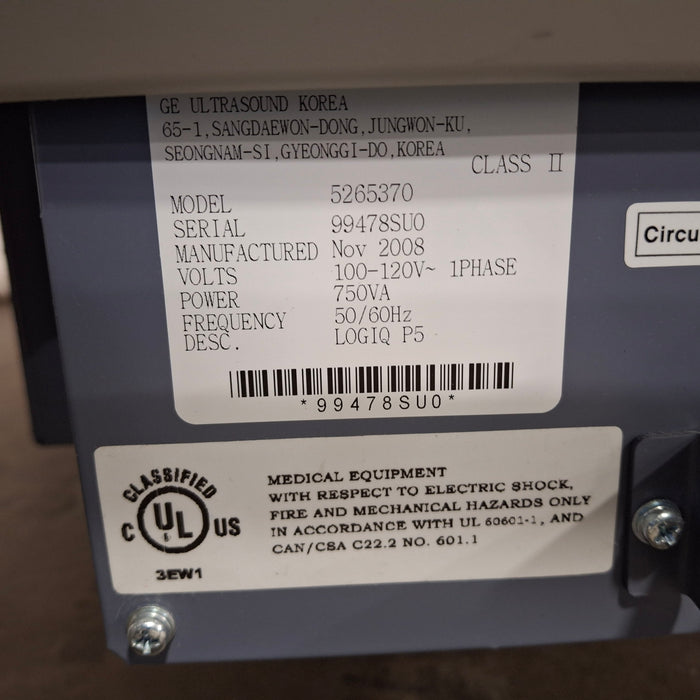 GE ULTRASOUND KOREA
65-1,SANGDAEWON-DONG,JUNGWON-KU,
SEONGNAM-SI,GYEONGGI-DO,KOREA
CLASS II
MODEL 5265370
SERIAL 99478SU0
MANUFACTURED Nov 2008
VOLTS 100-120V~ 1PHASE
POWER 750VA
FREQUENCY 50/60Hz
DESC. LOGIQ P5
*99478SU0*
Circu
CLASSIFIED
C UL US
3EW1
MEDICAL EQUIPMENT
WITH RESPECT TO ELECTRIC SHOCK,
FIRE AND MECHANICAL HAZARDS ONLY
IN ACCORDANCE WITH UL 60601-1, AND
CAN/CSA C22.2 NO. 601.1